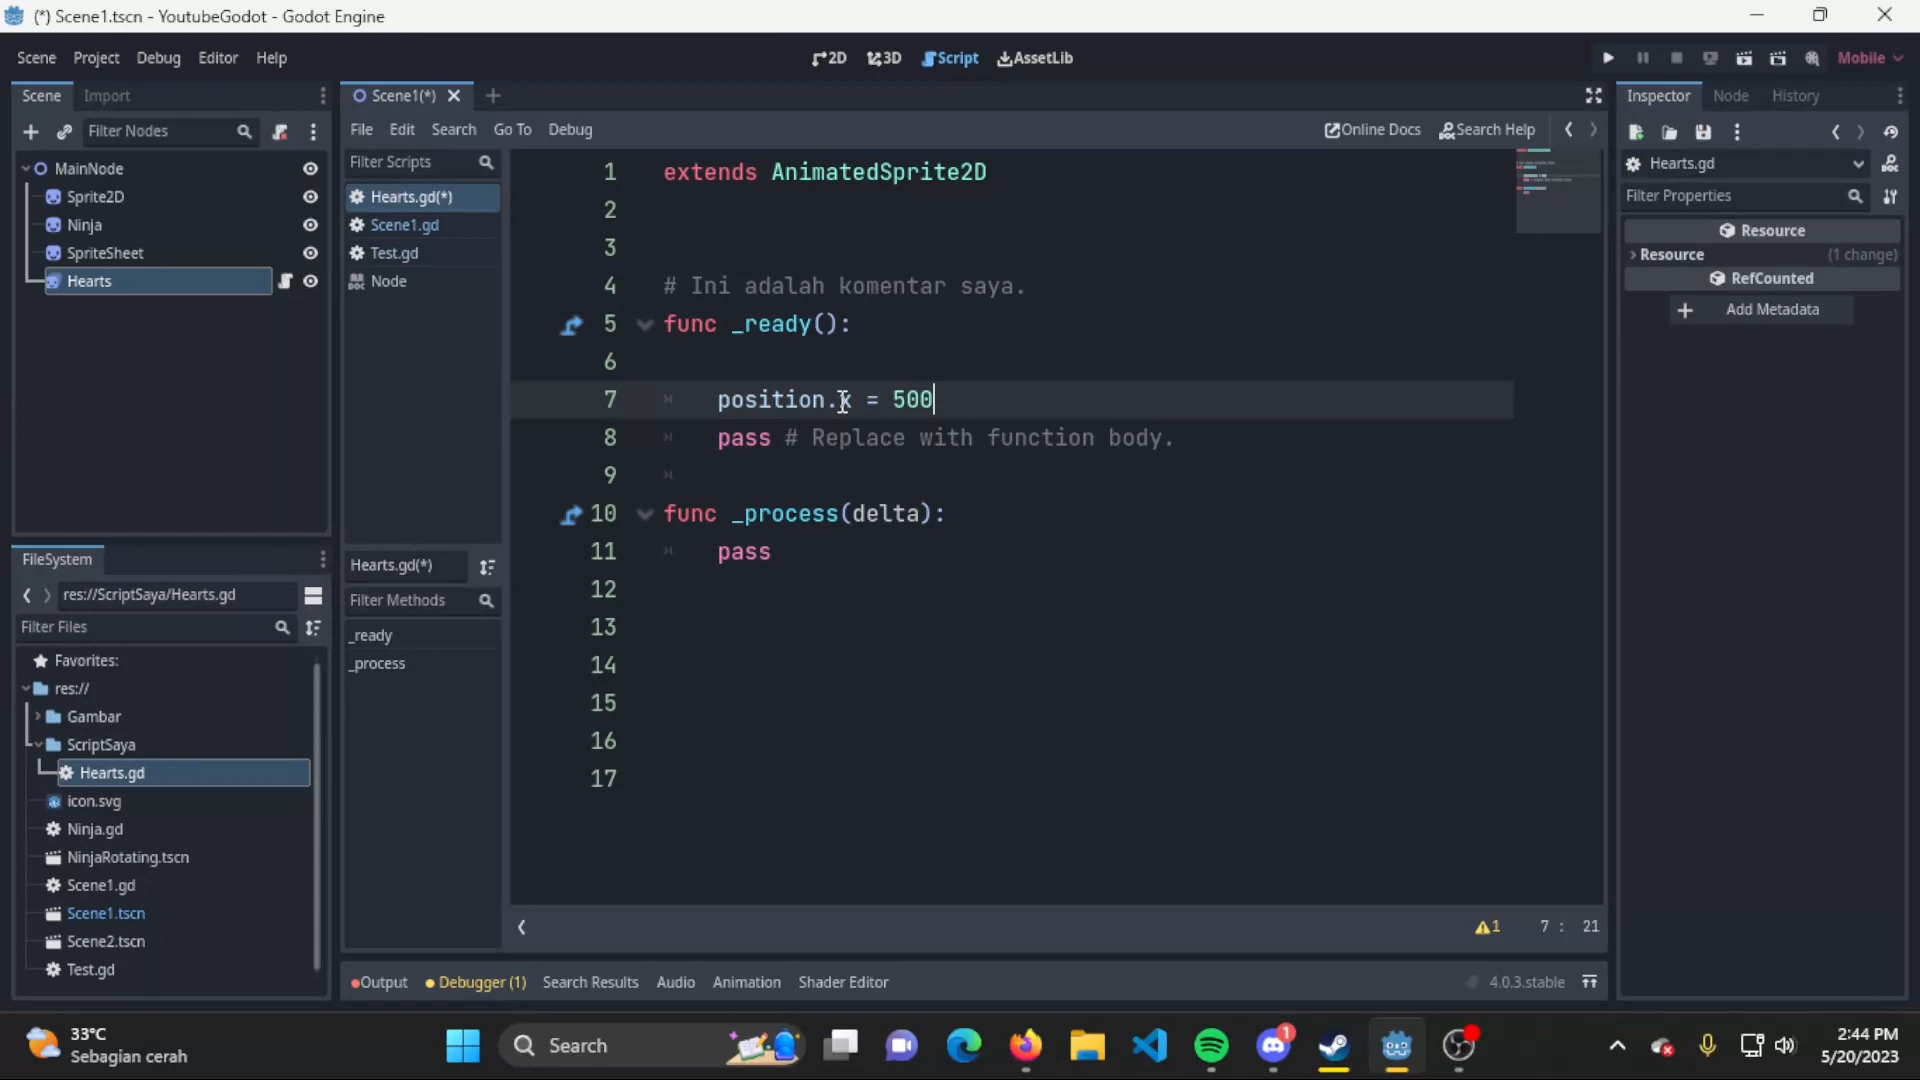 (*) Scene1.tscn - YoutubeGodot - Godot Engine
Scene Project Debug Editor Help
2D 3D Script AssetLib
Mobile
Scene Import
Scene1(*)
Inspector Node History
Filter Nodes
File Edit Search Go To Debug
Online Docs Search Help
Hearts.gd
Filter Properties
Resource
Resource (1 change)
RefCounted
Add Metadata
MainNode
Sprite2D
Ninja
SpriteSheet
Hearts
Filter Scripts
Hearts.gd(*)
Scene1.gd
Test.gd
Node
Hearts.gd(*)
Filter Methods
_ready
_process
1 extends AnimatedSprite2D
2
3
4 # Ini adalah komentar saya.
5 func _ready():
6
7 position.x = 500
8 pass # Replace with function body.
9
10 func _process(delta):
11 pass
12
13
14
15
16
17
1 7 : 21
FileSystem
res://ScriptSaya/Hearts.gd
Filter Files
Favorites:
res://
Gambar
ScriptSaya
Hearts.gd
icon.svg
Ninja.gd
NinjaRotating.tscn
Scene1.gd
Scene1.tscn
Scene2.tscn
Test.gd
Output Debugger (1) Search Results Audio Animation Shader Editor 4.0.3.stable
33°C
Sebagian cerah
Search
1
2:44 PM
5/20/2023